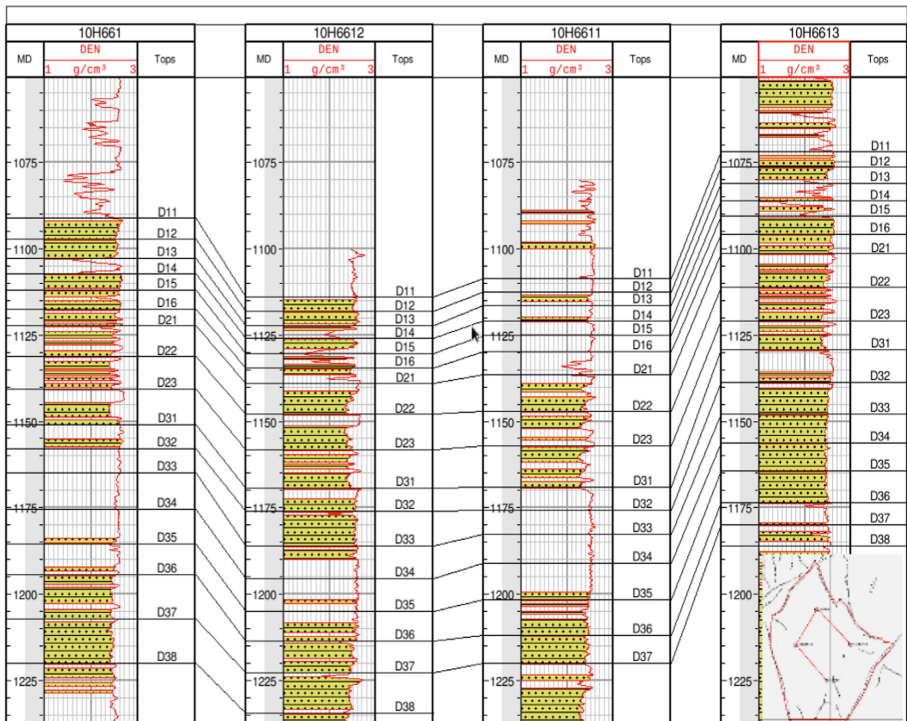 10H661 10H6612 10H6611 10H6613
MD DEN Tops MD DEN Tops MD DEN Tops MD DEN Tops
1 g/cm³ 3 1 g/cm³ 3 1 g/cm³ 3 1 g/cm³ 3
1075
1100
1125
1150
1175
1200
1225
D11
D12
D13
D14
D15
D16
D21
D22
D23
D31
D32
D33
D34
D35
D36
D37
D38
1075
1100
1125
1150
1175
1200
1225
D11
D12
D13
D14
D15
D16
D21
D22
D23
D31
D32
D33
D34
D35
D36
D37
D38
1075
1100
1125
1150
1175
1200
1225
D11
D12
D13
D14
D15
D16
D21
D22
D23
D31
D32
D33
D34
D35
D36
D37
1075
1100
1125
1150
1175
1200
1225
D11
D12
D13
D14
D15
D16
D21
D22
D23
D31
D32
D33
D34
D35
D36
D37
D38